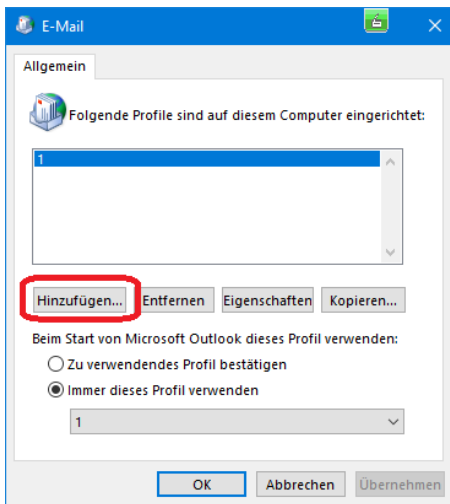 E-Mail
Allgemein
Folgende Profile sind auf diesem Computer eingerichtet:
1
Hinzufügen... Entfernen Eigenschaften Kopieren...
Beim Start von Microsoft Outlook dieses Profil verwenden:
Zu verwendendes Profil bestätigen
Immer dieses Profil verwenden
1
OK Abbrechen Übernehmen